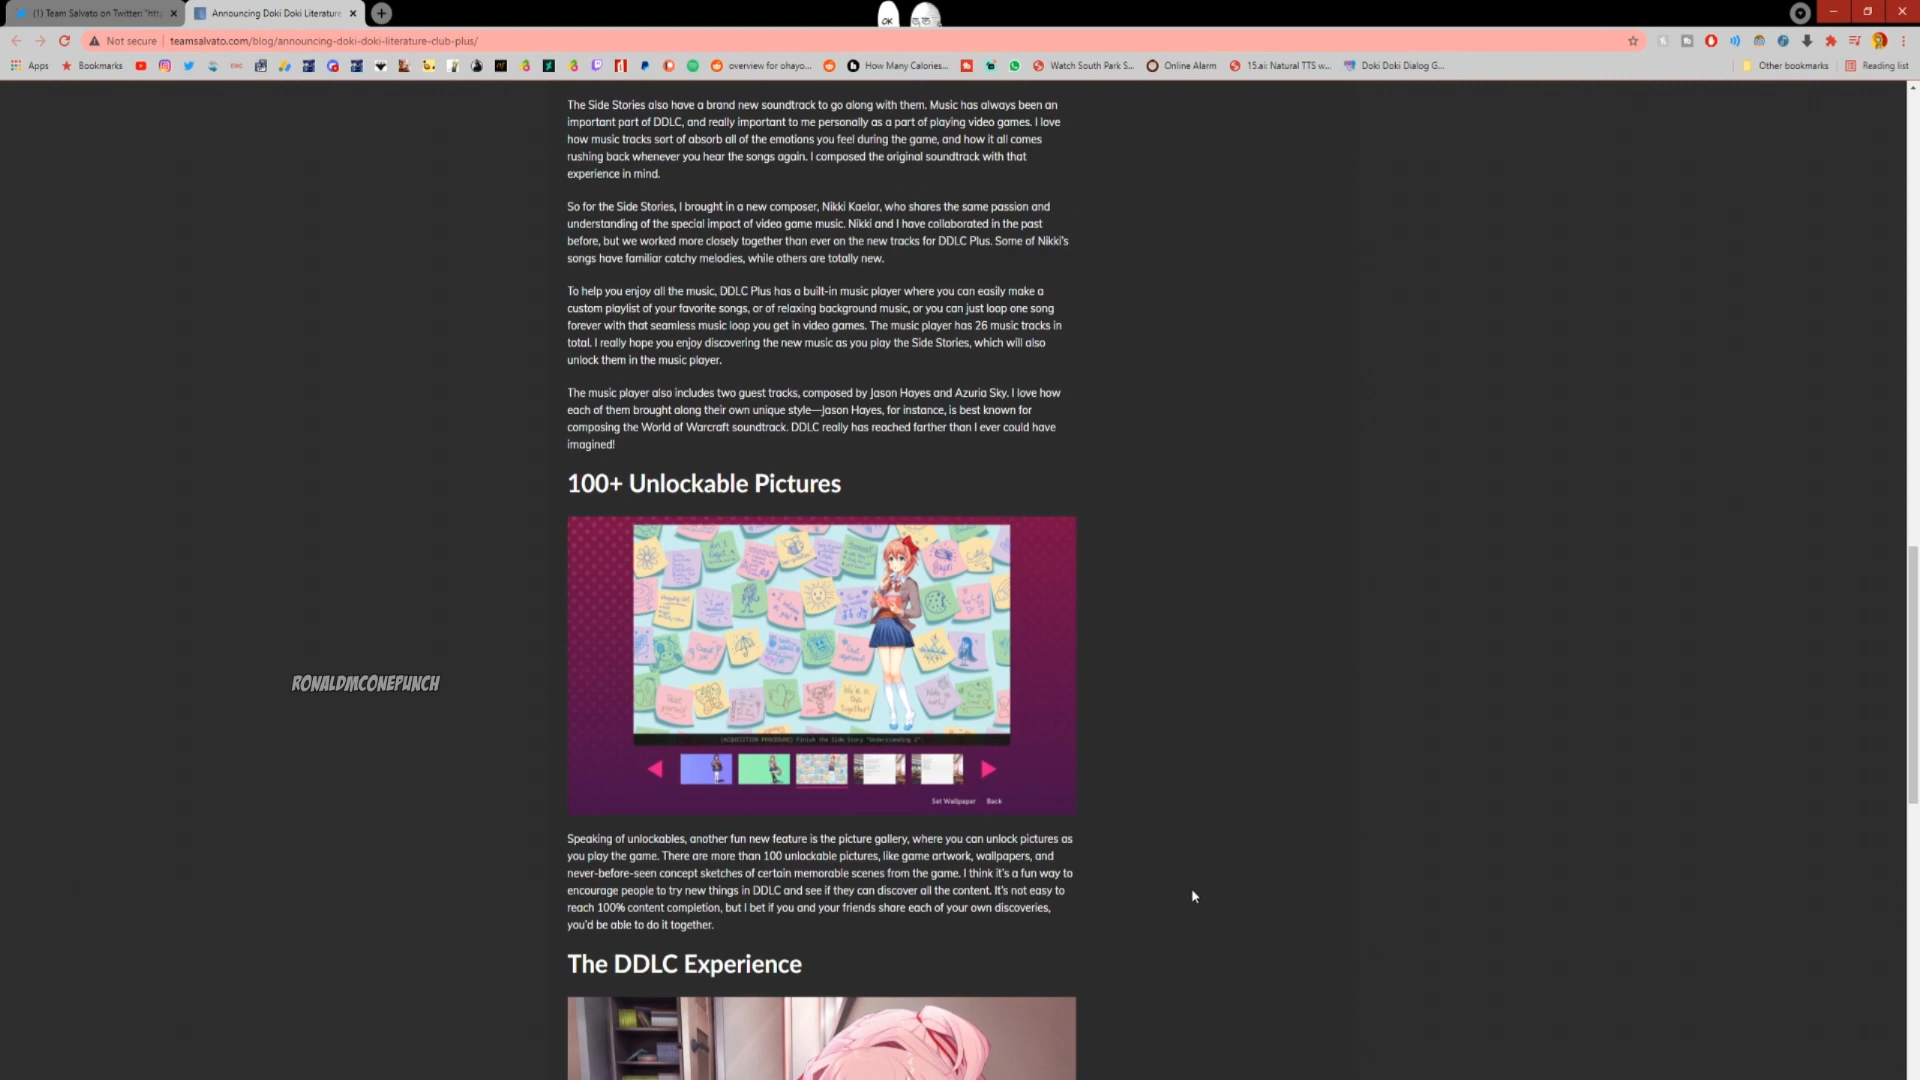 (1) Team Salvato on Twitter: "htt
Announcing Doki Doki Literature
OK
Not secure
teamsalvato.com/blog/announcing-doki-doki-literature-club-plus/
Apps
Bookmarks
overview for ohayo...
How Many Calories...
Watch South Park S...
Online Alarm
15.ai: Natural TTS w...
Doki Doki Dialog G...
Other bookmarks
Reading list
The Side Stories also have a brand new soundtrack to go along with them. Music has always been an
important part of DDLC, and really important to me personally as a part of playing video games. I love
how music tracks sort of absorb all of the emotions you feel during the game, and how it all comes
rushing back whenever you hear the songs again. I composed the original soundtrack with that
experience in mind.
So for the Side Stories, I brought in a new composer, Nikki Kaelar, who shares the same passion and
understanding of the special impact of video game music. Nikki and I have collaborated in the past
before, but we worked more closely together than ever on the new tracks for DDLC Plus. Some of Nikki's
songs have familiar catchy melodies, while others are totally new.
To help you enjoy all the music, DDLC Plus has a built-in music player where you can easily make a
custom playlist of your favorite songs, or of relaxing background music, or you can just loop one song
forever with that seamless music loop you get in video games. The music player has 26 music tracks in
total. I really hope you enjoy discovering the new music as you play the Side Stories, which will also
unlock them in the music player.
The music player also includes two guest tracks, composed by Jason Hayes and Azuria Sky. I love how
each of them brought along their own unique style—Jason Hayes, for instance, is best known for
composing the World of Warcraft soundtrack. DDLC really has reached farther than I ever could have
imagined!
100+ Unlockable Pictures
We're in
this
together!
[ACQUISITION PROCEDURE] Finish the Side Story "Understanding 2"
Set Wallpaper
Back
RONALDMCONEPUNCH
Speaking of unlockables, another fun new feature is the picture gallery, where you can unlock pictures as
you play the game. There are more than 100 unlockable pictures, like game artwork, wallpapers, and
never-before-seen concept sketches of certain memorable scenes from the game. I think it's a fun way to
encourage people to try new things in DDLC and see if they can discover all the content. It's not easy to
reach 100% content completion, but I bet if you and your friends share each of your own discoveries,
you'd be able to do it together.
The DDLC Experience